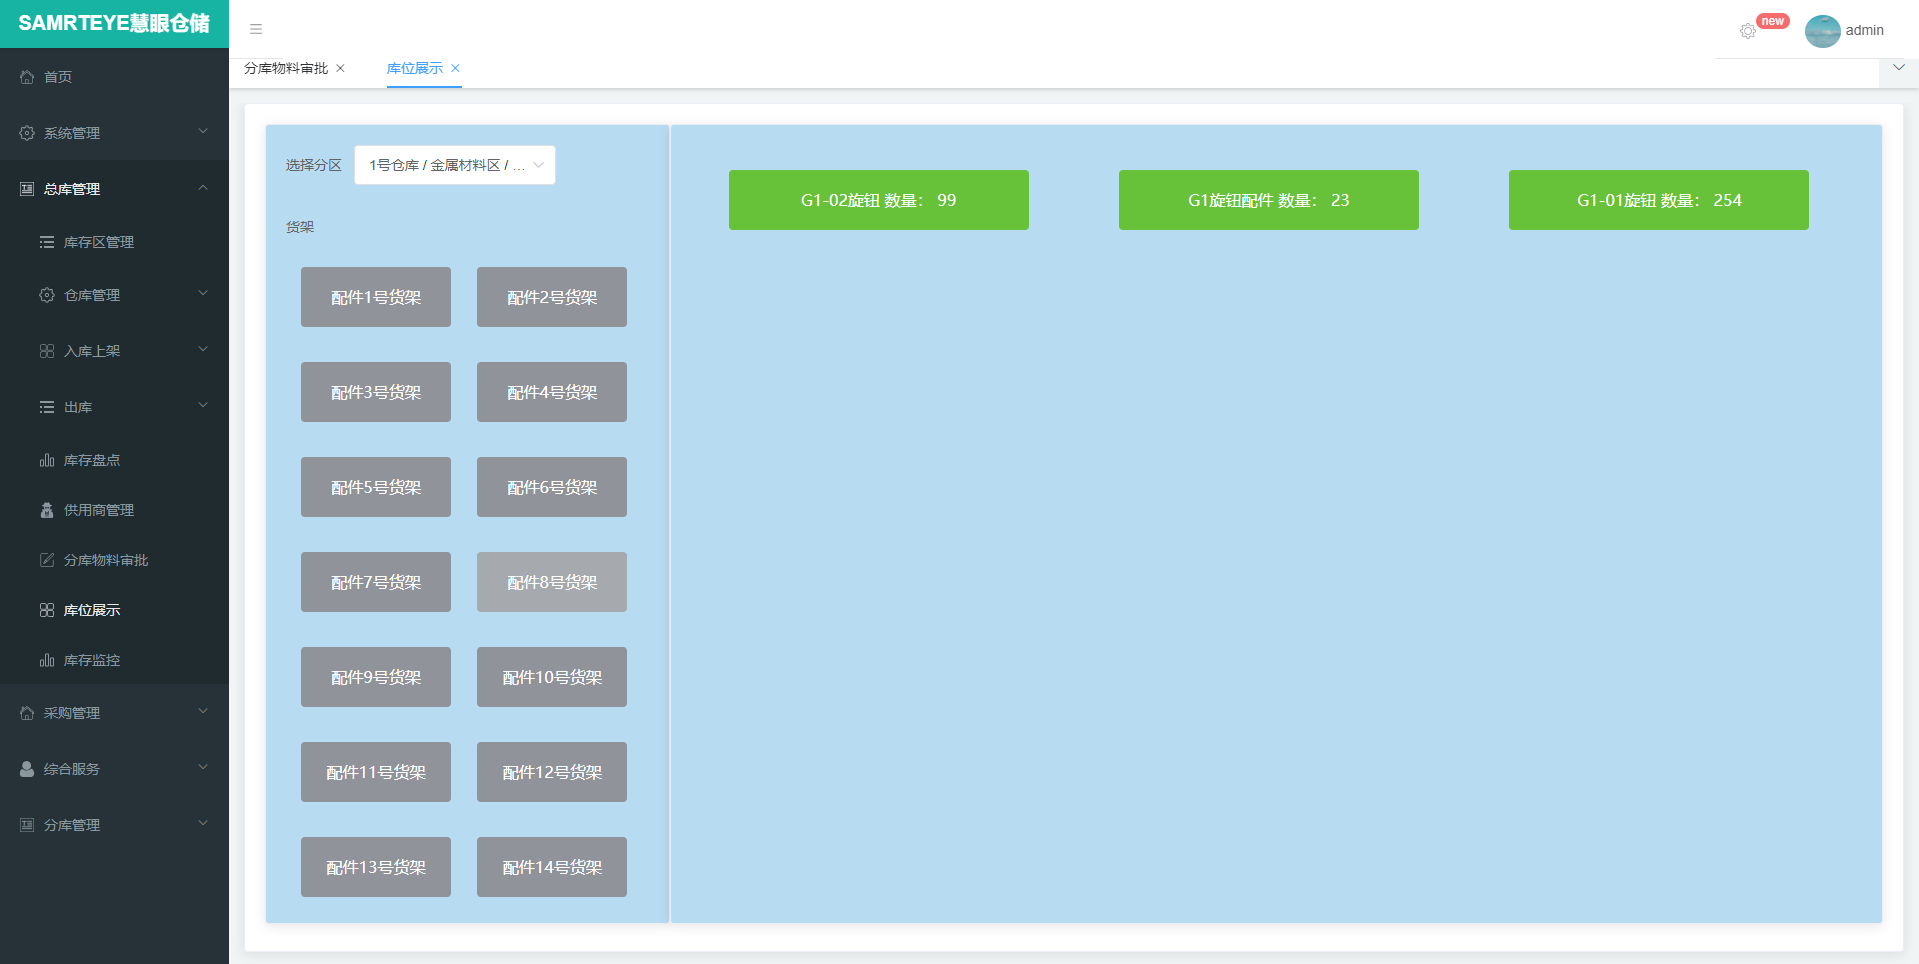 SAMRTEYE慧眼仓储
new
admin
首页
系统管理
总库管理
库存区管理
仓库管理
入库上架
出库
库存盘点
供用商管理
分库物料审批
库位展示
库存监控
采购管理
综合服务
分库管理
分库物料审批
库位展示
选择分区
1号仓库 / 金属材料区 / ...
货架
配件1号货架
配件2号货架
配件3号货架
配件4号货架
配件5号货架
配件6号货架
配件7号货架
配件8号货架
配件9号货架
配件10号货架
配件11号货架
配件12号货架
配件13号货架
配件14号货架
G1-02旋钮 数量： 99
G1旋钮配件 数量： 23
G1-01旋钮 数量： 254